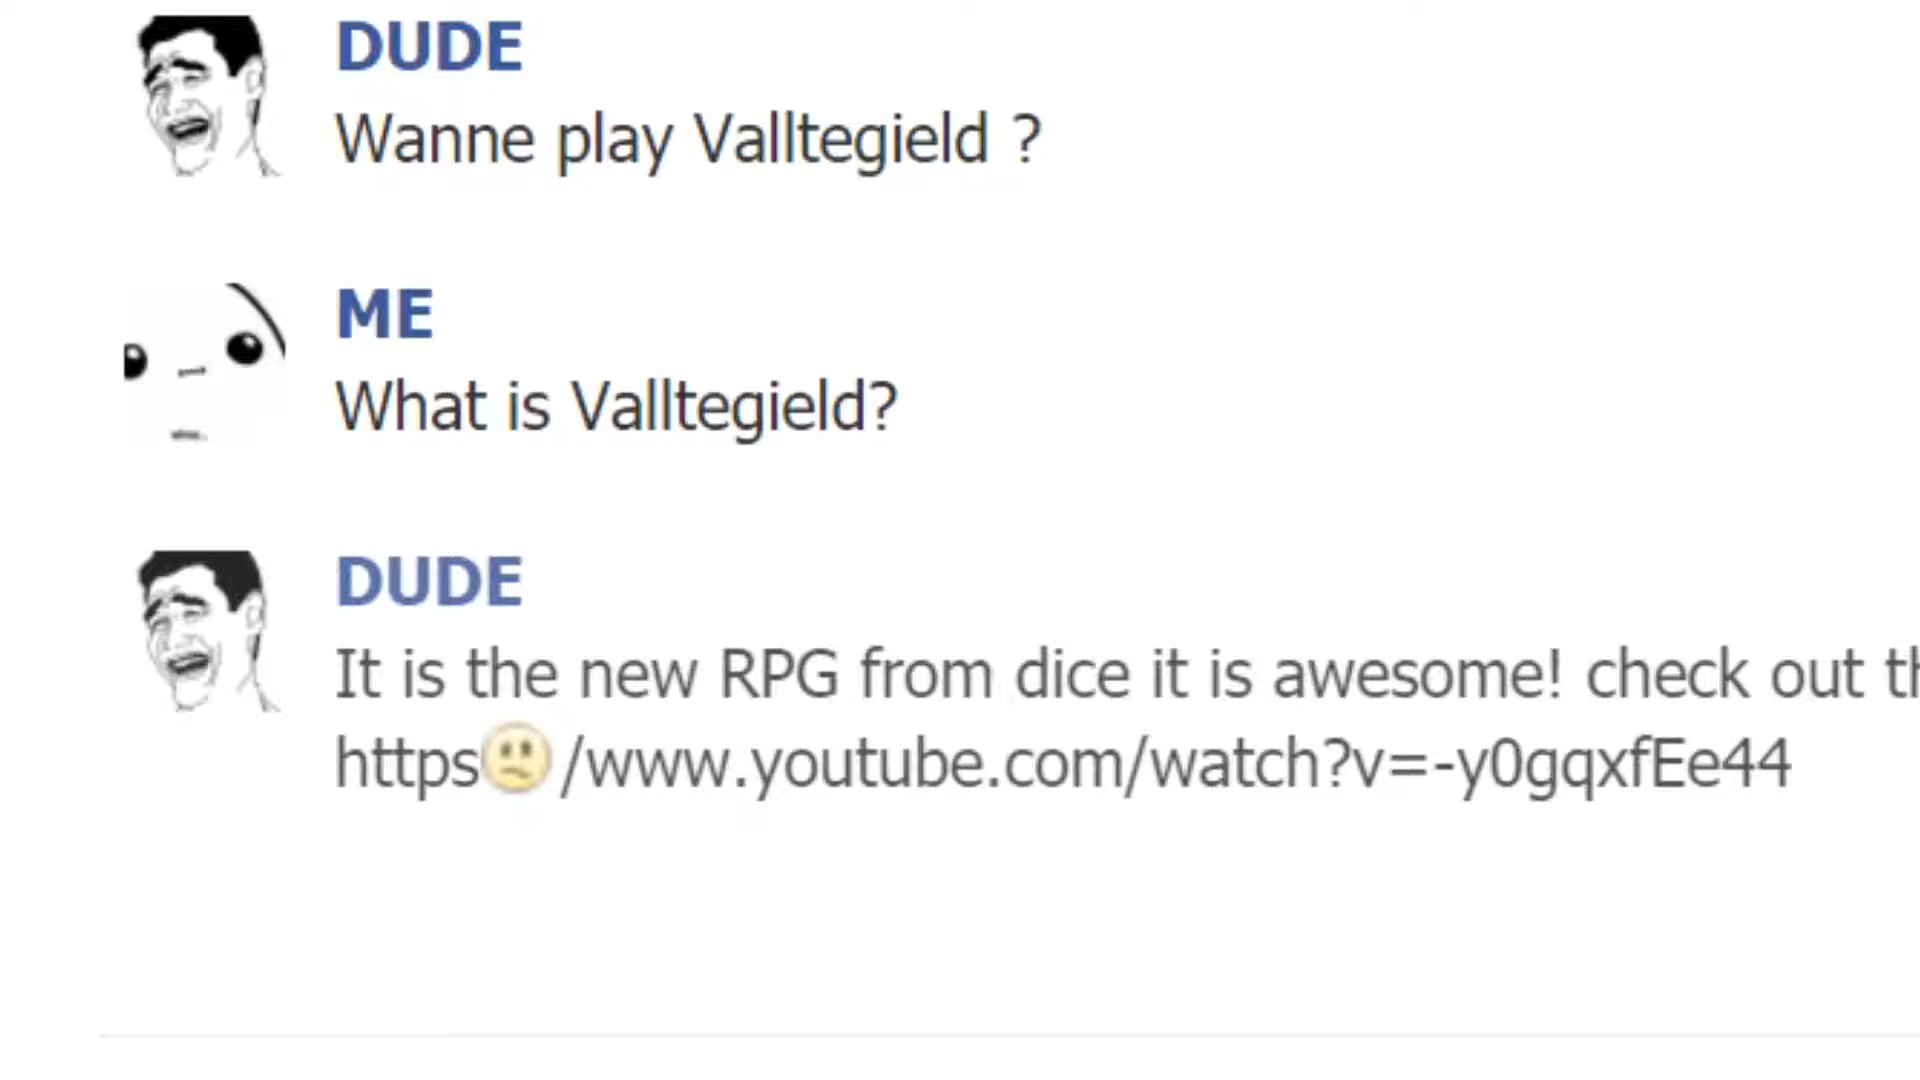 DUDE
Wanne play Valltegield ?
ME
What is Valltegield?
DUDE
It is the new RPG from dice it is awesome! check out
https /www.youtube.com/watch?v=-y0gqxfEe44